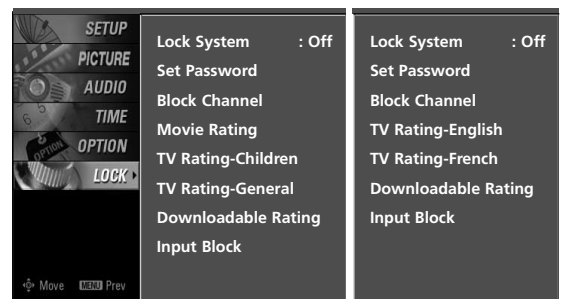 SETUP
PICTURE
AUDIO
TIME
OPTION
LOCK
Move MENU Prev
Lock System : Off
Set Password
Block Channel
Movie Rating
TV Rating-Children
TV Rating-General
Downloadable Rating
Input Block
Lock System : Off
Set Password
Block Channel
TV Rating-English
TV Rating-French
Downloadable Rating
Input Block